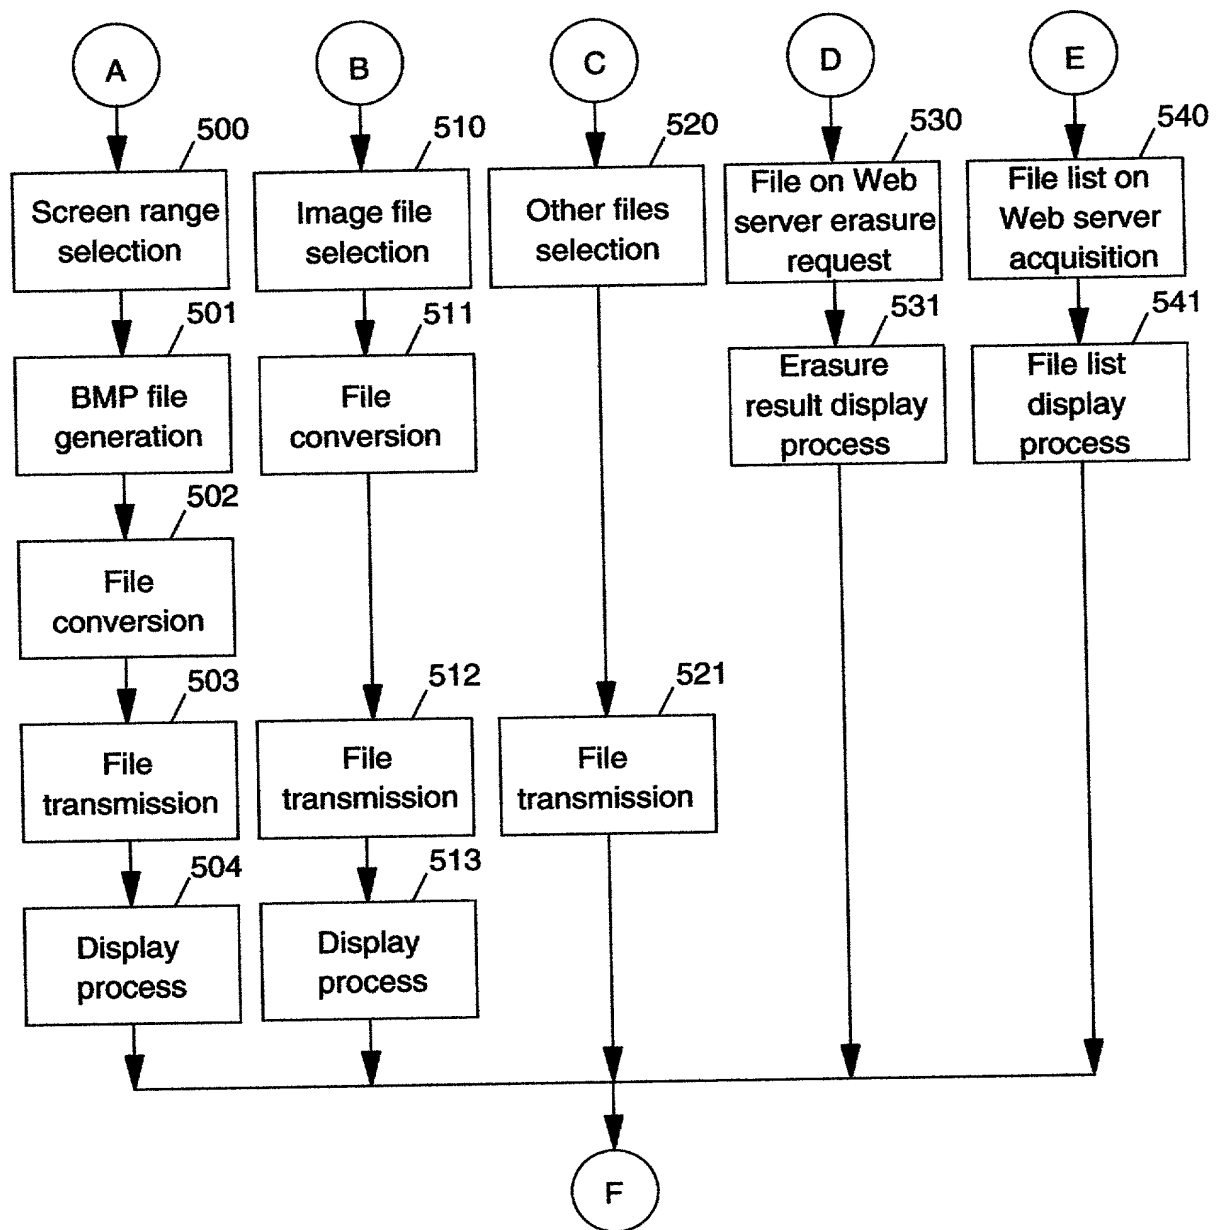 A
B
C
D
E
500
510
520
530
540
Screen range
selection
Image file
selection
Other files
selection
File on Web
server erasure
request
File list on
Web server
acquisition
501
511
531
541
BMP file
generation
File
conversion
Erasure
result display
process
File list
display
process
502
File
conversion
503
512
521
File
transmission
File
transmission
File
transmission
504
513
Display
process
Display
process
F